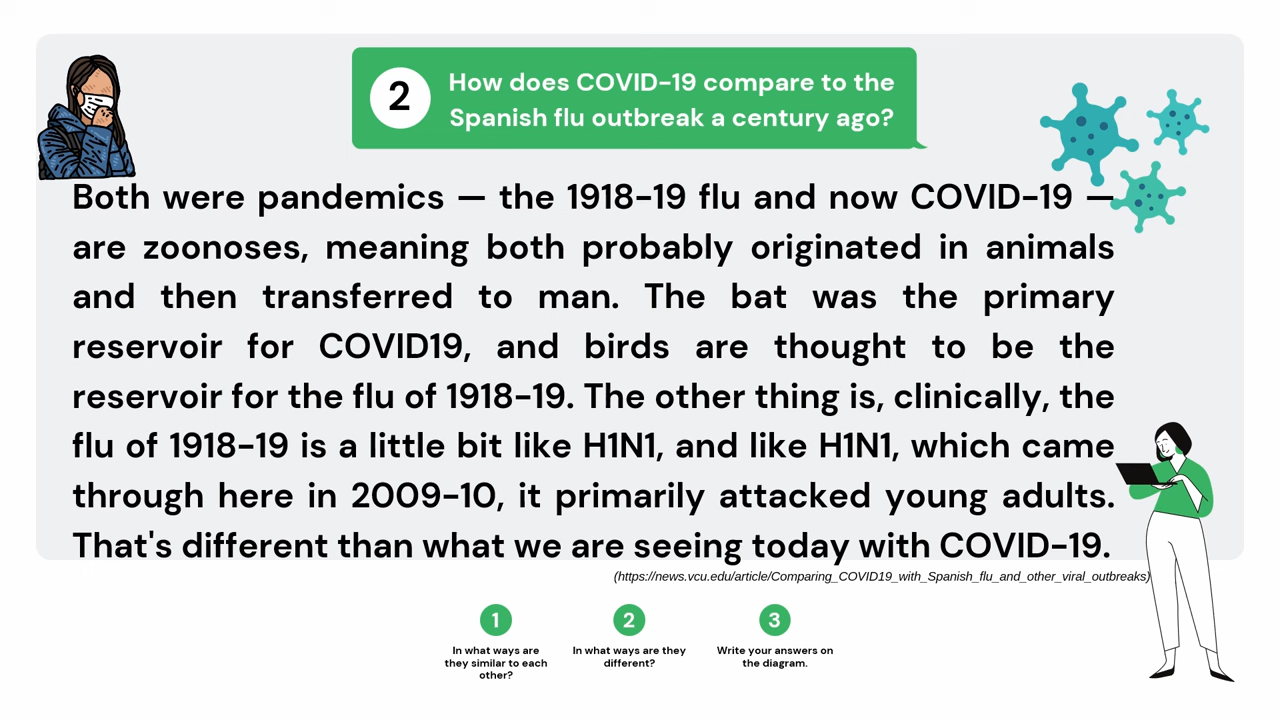 2
How does COVID-19 compare to the
Spanish flu outbreak a century ago?
Both were pandemics — the 1918-19 flu and now COVID-19 —
are zoonoses, meaning both probably originated in animals
and then transferred to man. The bat was the primary
reservoir for COVID19, and birds are thought to be the
reservoir for the flu of 1918-19. The other thing is, clinically, the
flu of 1918-19 is a little bit like H1N1, and like H1N1, which came
through here in 2009-10, it primarily attacked young adults.
That's different than what we are seeing today with COVID-19.
(https://news.vcu.edu/article/Comparing_COVID19_with_Spanish_flu_and_other_viral_outbreaks)
1
In what ways are
they similar to each
other?
2
In what ways are they
different?
3
Write your answers on
the diagram.